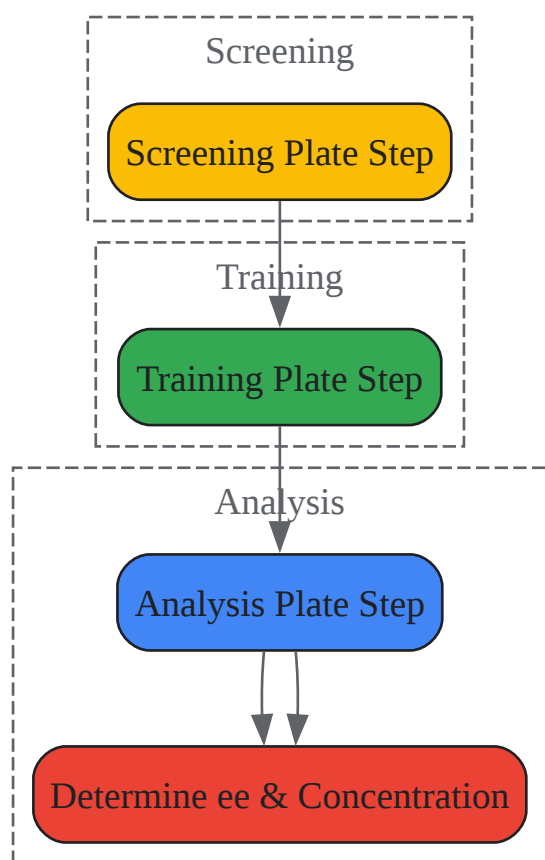 Screening
Screening Plate Step
Training
Training Plate Step
Analysis
Analysis Plate Step
Determine ee & Concentration